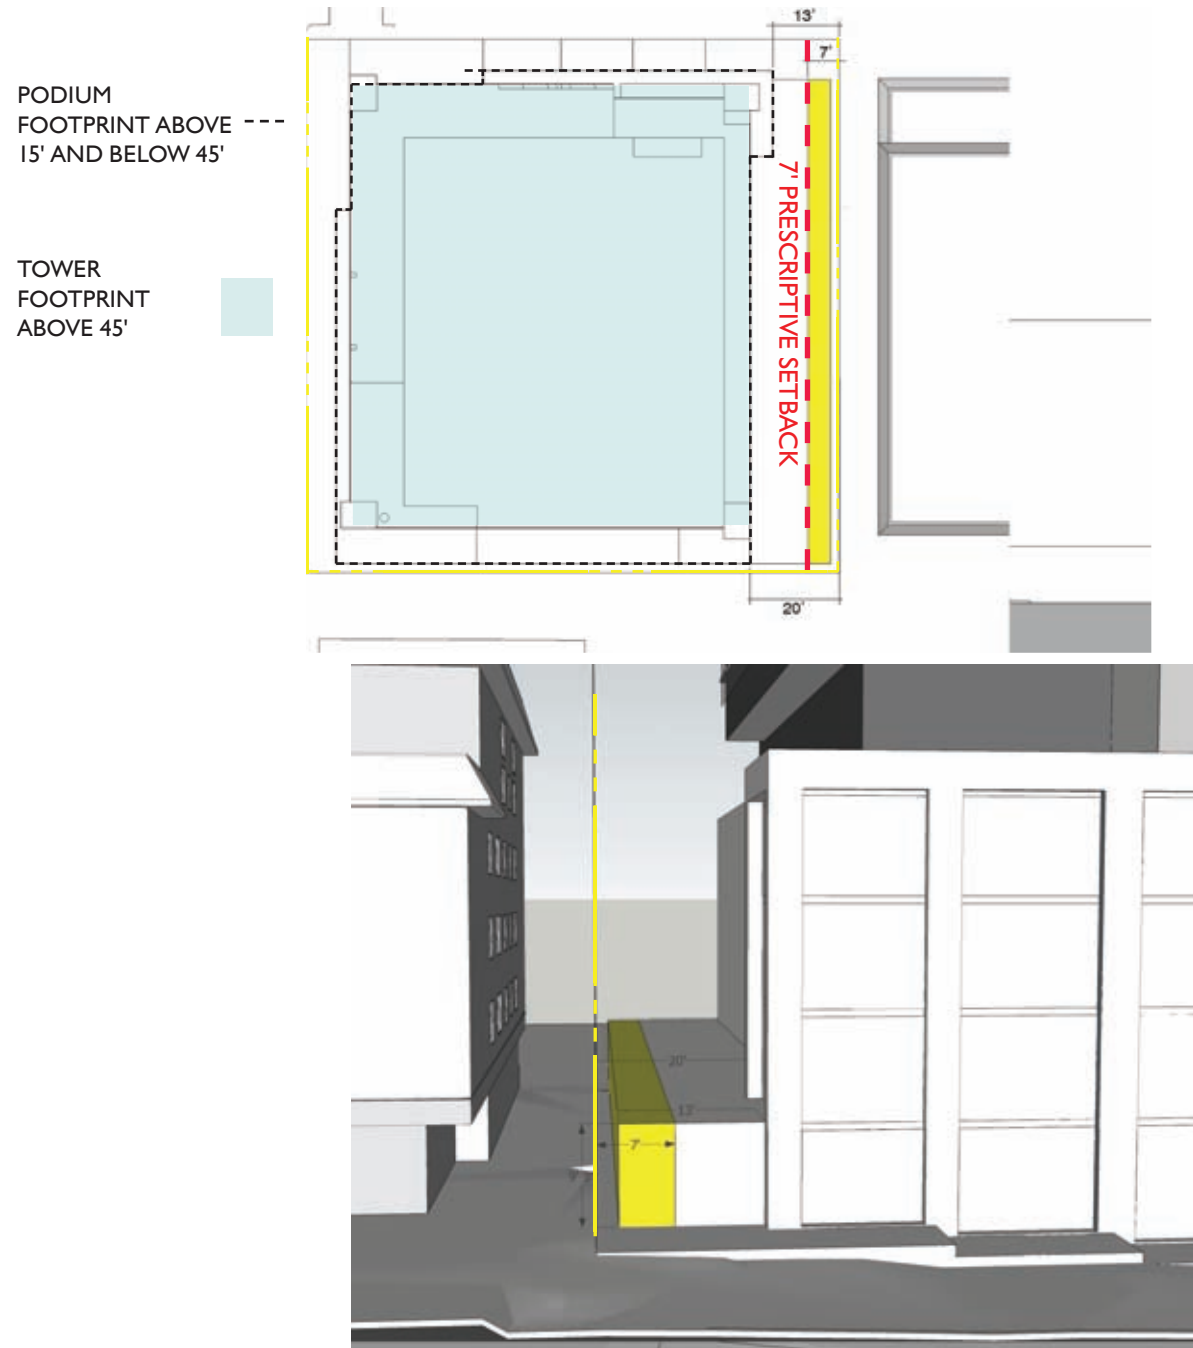 13'
7'
PODIUM
FOOTPRINT ABOVE
15' AND BELOW 45'
7' PRESCRIPTIVE SETBACK
TOWER
FOOTPRINT
ABOVE 45'
20'
20'
13'
7'